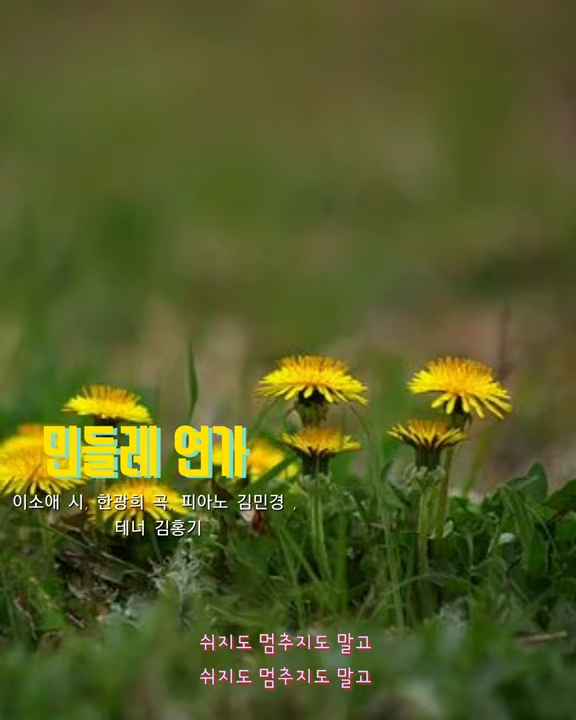 민들레 연가
이소애 시, 한광희 곡, 피아노 김민경 ,
테너 김홍기
쉬지도 멈추지도 말고
쉬지도 멈추지도 말고